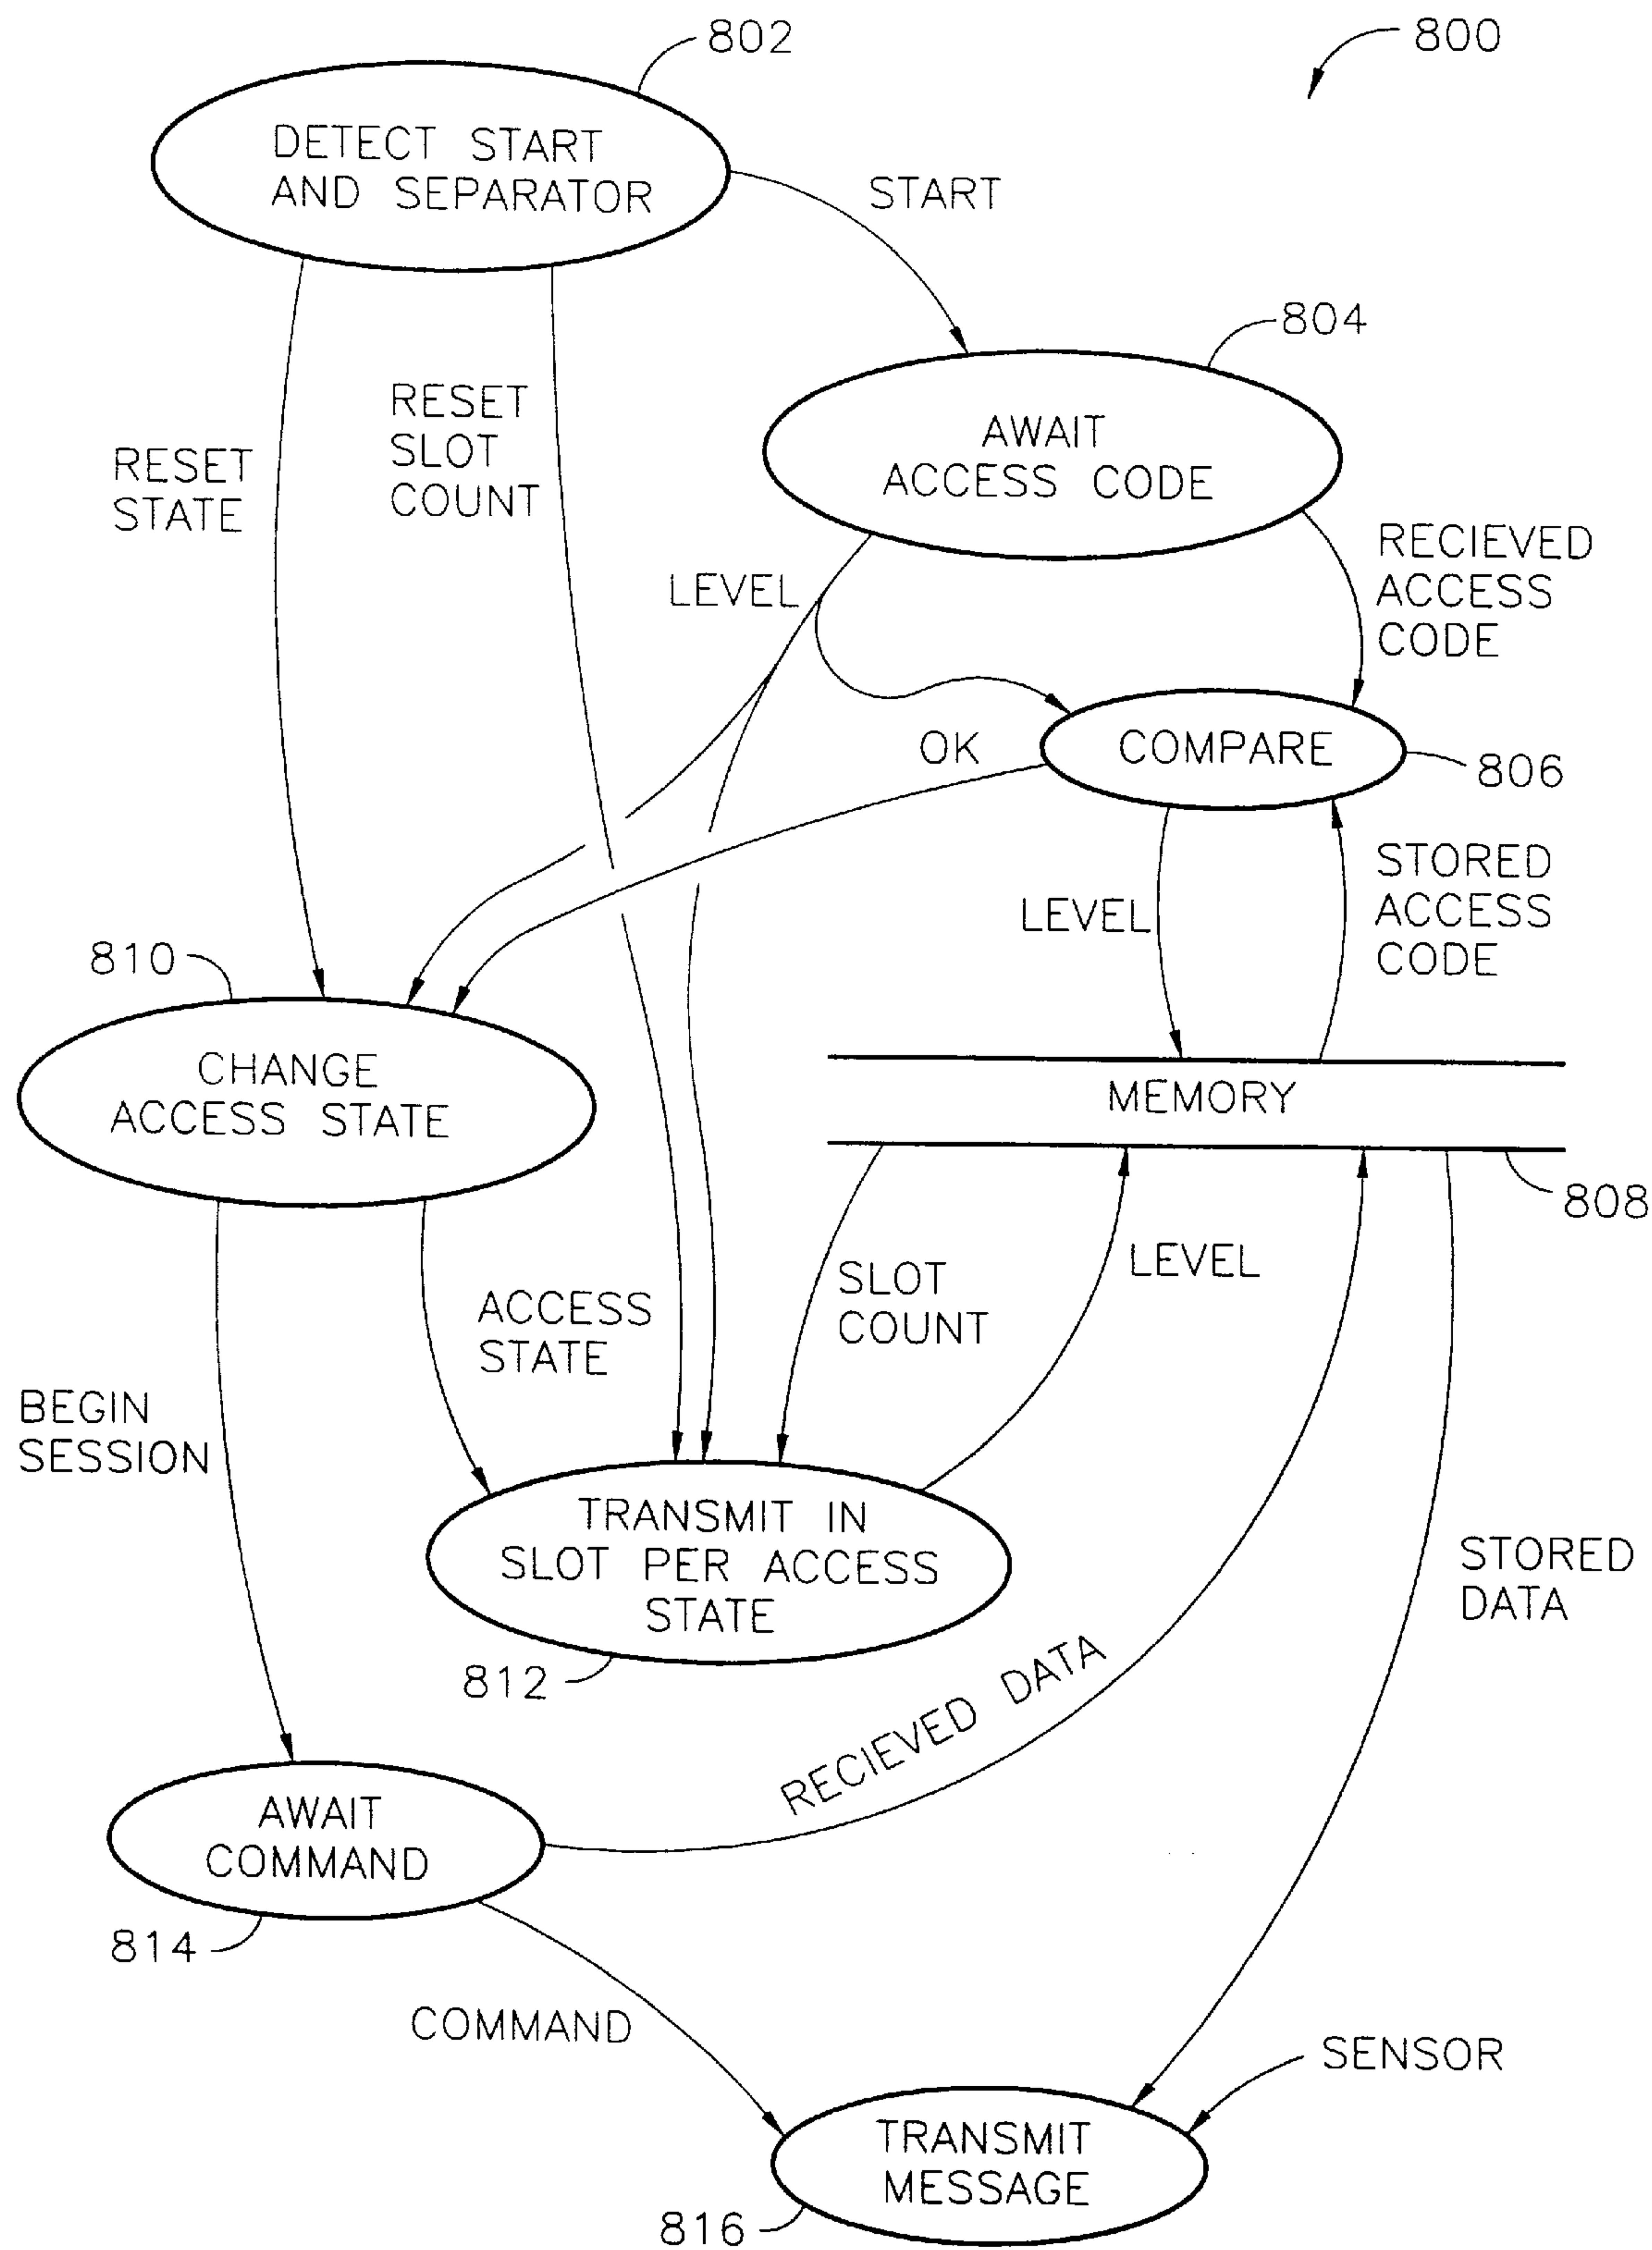 802
800
DETECT START
AND SEPARATOR
START
804
RESET
SLOT
COUNT
AWAIT
ACCESS CODE
RESET
STATE
RECIEVED
ACCESS
CODE
LEVEL
OK
COMPARE
806
STORED
ACCESS
CODE
LEVEL
810
CHANGE
ACCESS STATE
MEMORY
808
SLOT
COUNT
LEVEL
ACCESS
STATE
BEGIN
SESSION
TRANSMIT IN
SLOT PER ACCESS
STATE
812
STORED
DATA
RECIEVED DATA
AWAIT
COMMAND
814
COMMAND
SENSOR
TRANSMIT
MESSAGE
816